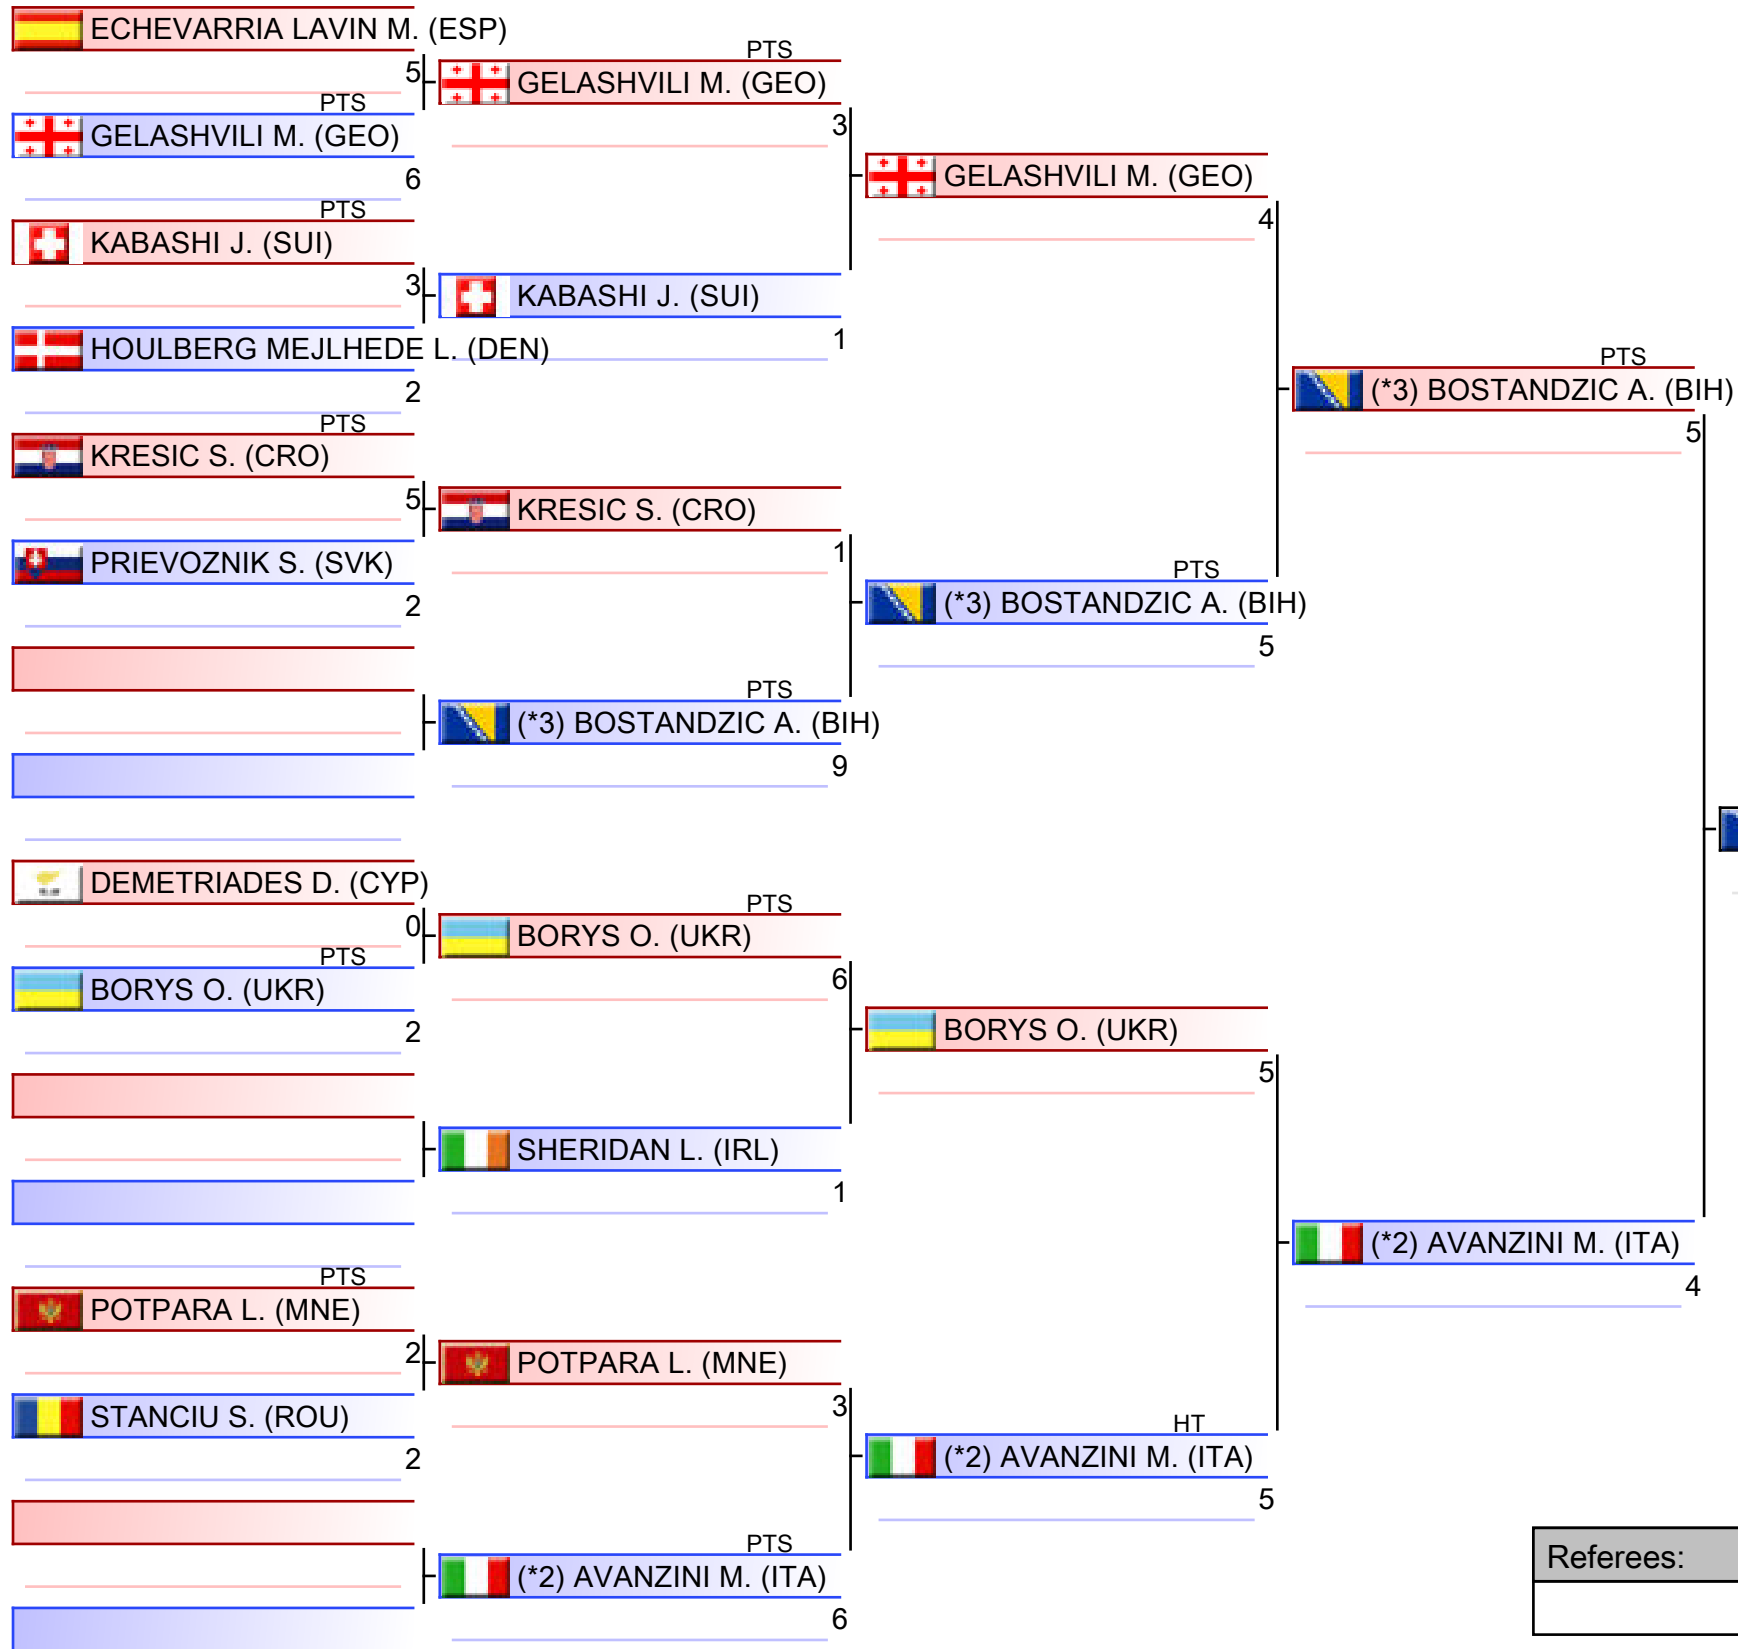 ECHEVARRIA LAVIN M. (ESP)
5
PTS
GELASHVILI M. (GEO)
6
PTS
KABASHI J. (SUI)
3
HOULBERG MEJLHEDE L. (DEN)
2
PTS
KRESIC S. (CRO)
5
PRIEVOZNIK S. (SVK)
2
DEMETRIADES D. (CYP)
0
PTS
BORYS O. (UKR)
2
PTS
POTPARA L. (MNE)
2
STANCIU S. (ROU)
2
PTS
GELASHVILI M. (GEO)
3
KABASHI J. (SUI)
1
KRESIC S. (CRO)
1
PTS
(*3) BOSTANDZIC A. (BIH)
9
PTS
BORYS O. (UKR)
6
SHERIDAN L. (IRL)
1
POTPARA L. (MNE)
3
PTS
(*2) AVANZINI M. (ITA)
6
GELASHVILI M. (GEO)
4
PTS
(*3) BOSTANDZIC A. (BIH)
5
BORYS O. (UKR)
5
HT
(*2) AVANZINI M. (ITA)
5
PTS
(*3) BOSTANDZIC A. (BIH)
5
(*2) AVANZINI M. (ITA)
4
Referees: